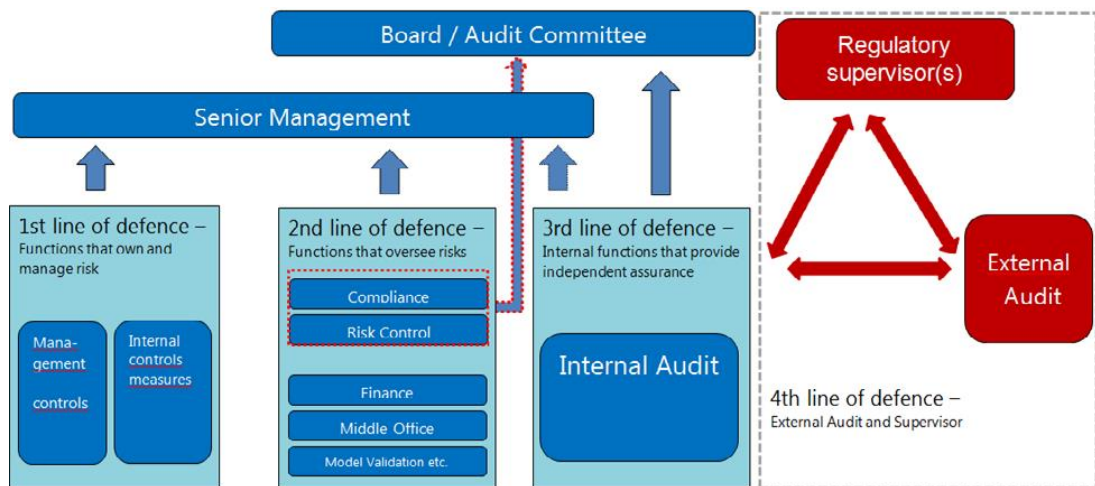 Board / Audit Committee
Senior Management
1st line of defence –
Functions that own and
manage risk
Mana-
gement
controls
Internal
controls
measures
2nd line of defence –
Functions that oversee risks
Compliance
Risk Control
Finance
Middle Office
Model Validation etc.
3rd line of defence –
Internal functions that provide
independent assurance
Internal Audit
Regulatory
supervisor(s)
External
Audit
4th line of defence –
External Audit and Supervisor